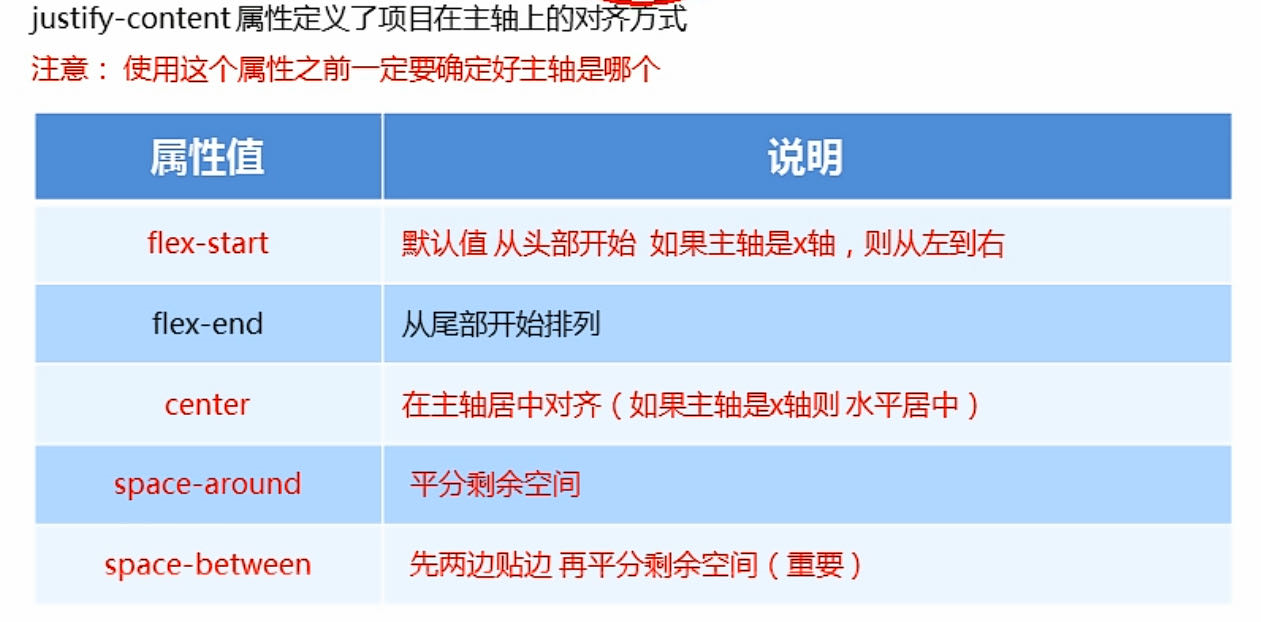 justify-content 属性定义了项目在主轴上的对齐方式
注意： 使用这个属性之前一定要确定好主轴是哪个
属性值 说明
flex-start 默认值 从头部开始 如果主轴是x轴，则从左到右
flex-end 从尾部开始排列
center 在主轴居中对齐（如果主轴是x轴则 水平居中）
space-around 平分剩余空间
space-between 先两边贴边 再平分剩余空间（重要）